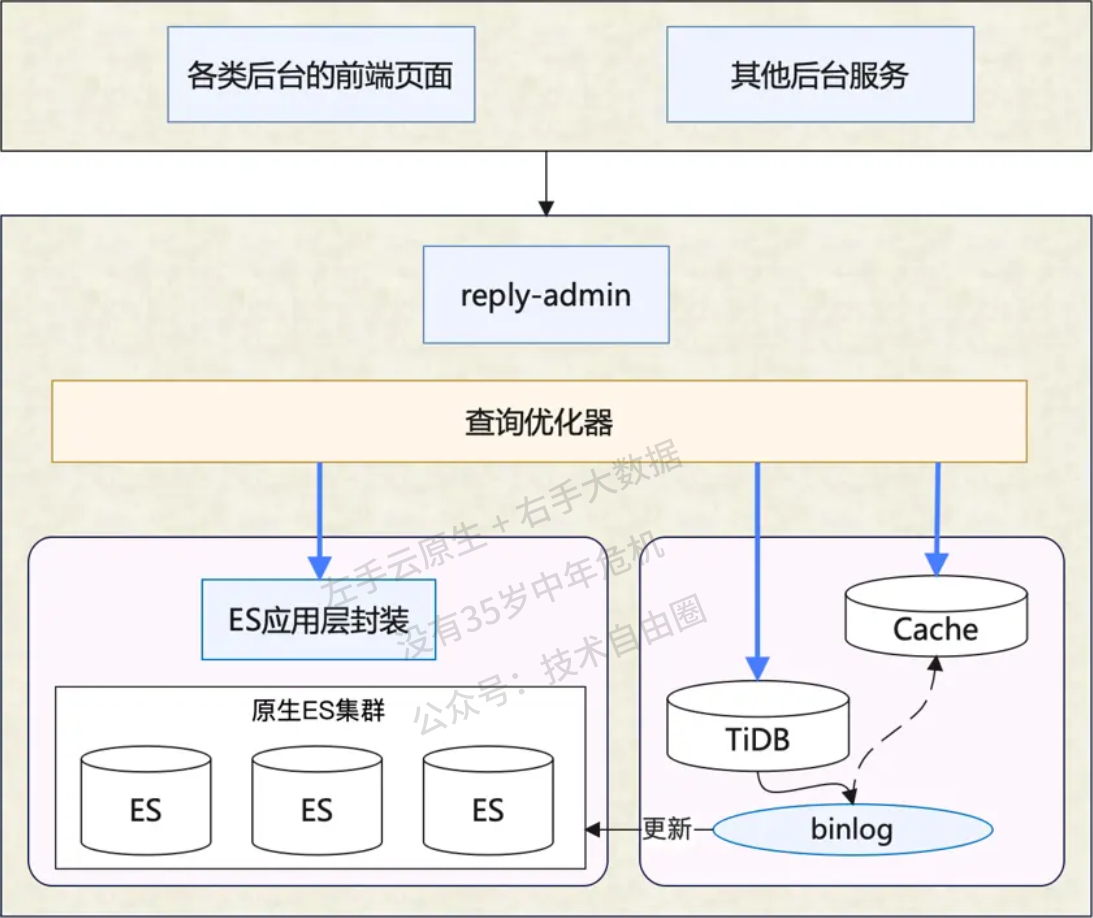 各类后台的前端页面
其他后台服务
reply-admin
查询优化器
左手云原生 + 右手大数据
没有35岁中年危机
公众号：技术自由圈
ES应用层封装
Cache
原生ES集群
TiDB
ES
ES
ES
更新
binlog